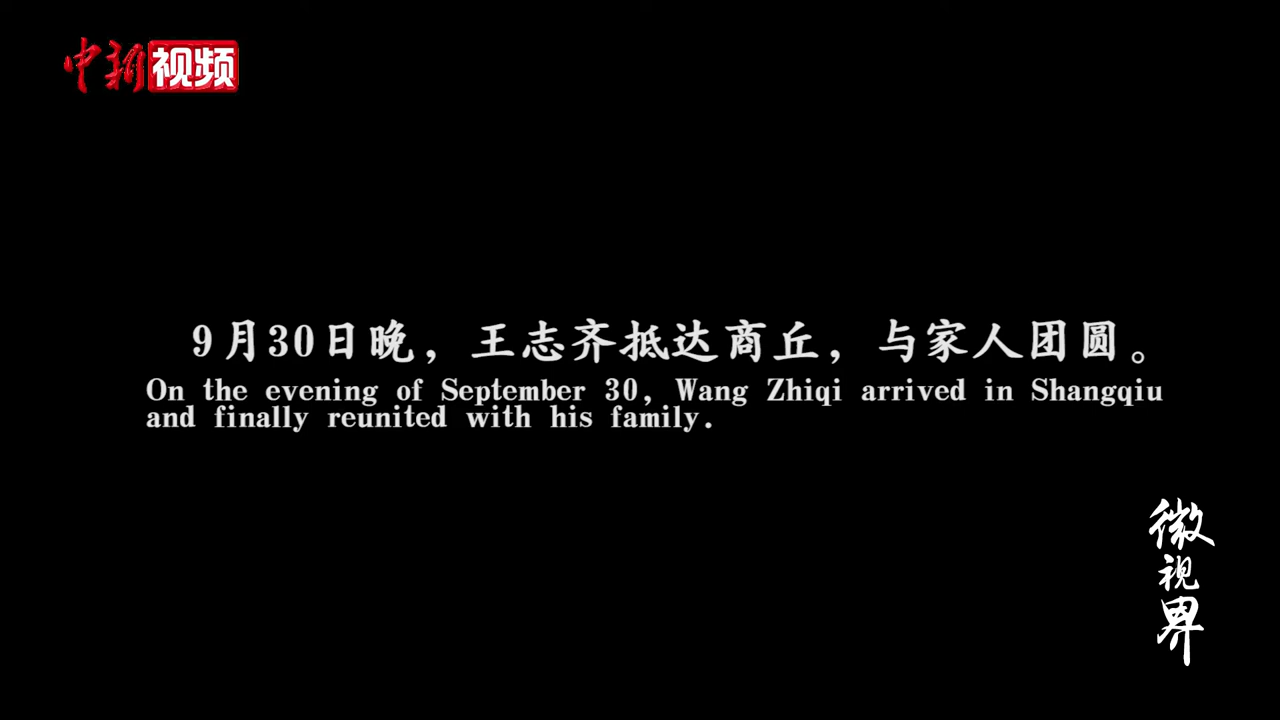 中新视频
9月30日晚，王志齐抵达商丘，与家人团圆。
On the evening of September 30, Wang Zhiqi arrived in Shangqiu
and finally reunited with his family.
微視界